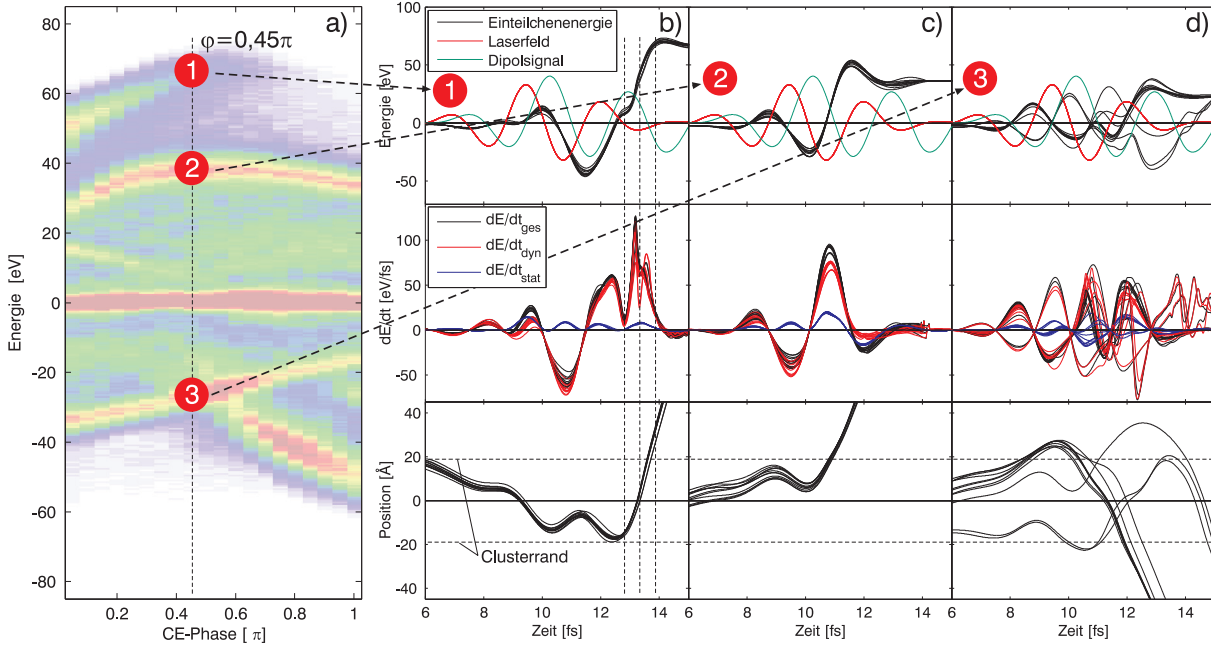 a)
φ=0,45π
1
2
3
Energie [eV]
80
60
40
20
0
-20
-40
-60
-80
0.2
0.4
0.6
0.8
1
CE-Phase [ π]
b)
Einteilchenenergie
Laserfeld
Dipolsignal
1
Energie [eV]
100
50
0
-50
c)
2
d)
3
dE/dt_ges
dE/dt_dyn
dE/dt_stat
dE/dt [eV/fs]
100
50
0
-50
Position [Å]
40
20
0
-20
-40
Clusterrand
6
8
10
12
14
Zeit [fs]
6
8
10
12
14
Zeit [fs]
6
8
10
12
14
Zeit [fs]